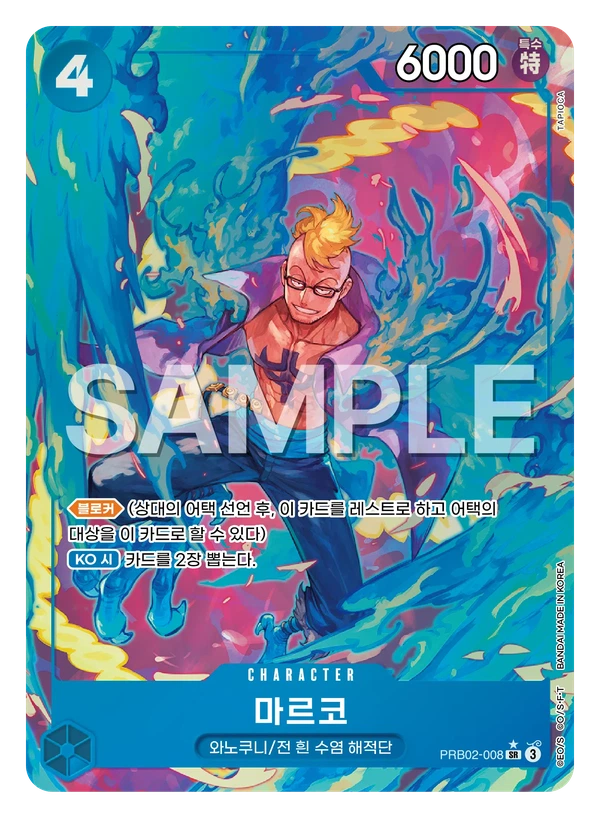 4
6000
특수
特
TAPIOCA
SAMPLE
블로커 (상대의 어택 선언 후, 이 카드를 레스트로 하고 어택의
대상을 이 카드로 할 수 있다)
KO 시 카드를 2장 뽑는다.
CHARACTER
마르코
와노쿠니/전 흰 수염 해적단
PRB02-008 SR 3
©EO/S ©O/S·F·T BANDAI MADE IN KOREA